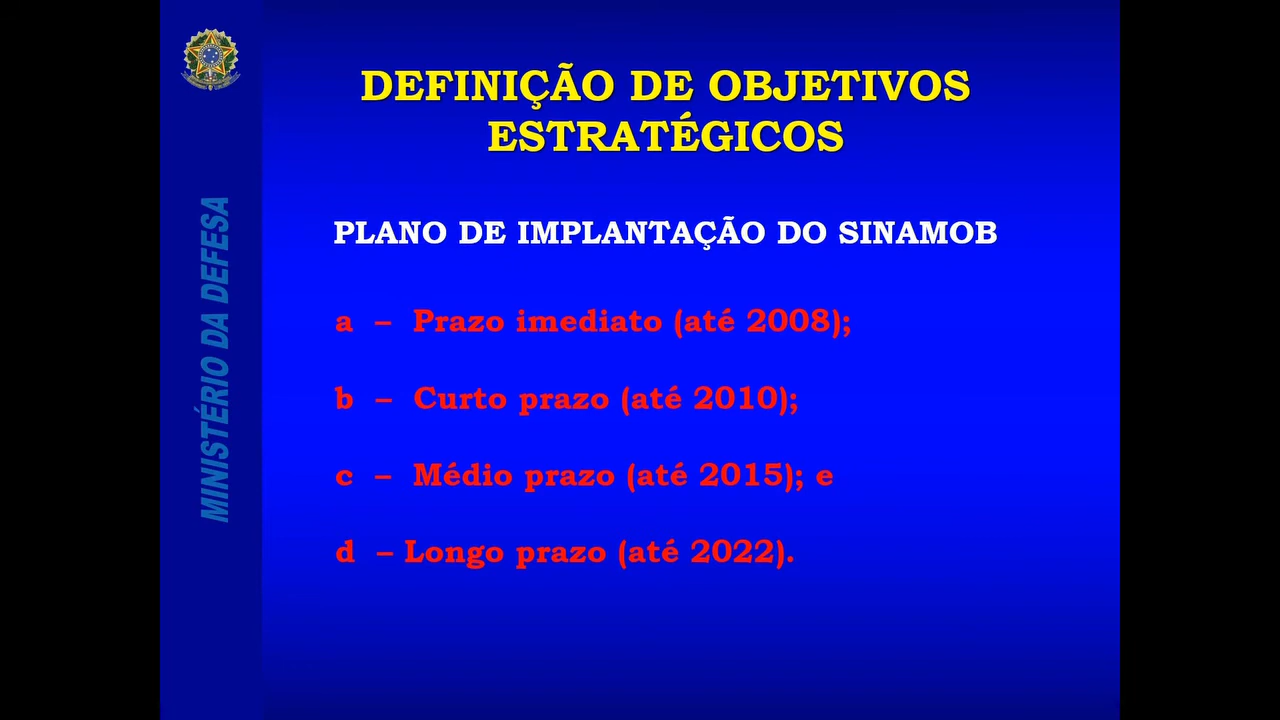 DEFINIÇÃO DE OBJETIVOS
ESTRATÉGICOS
MINISTÉRIO DA DEFESA
PLANO DE IMPLANTAÇÃO DO SINAMOB
a – Prazo imediato (até 2008);
b – Curto prazo (até 2010);
c – Médio prazo (até 2015); e
d – Longo prazo (até 2022).